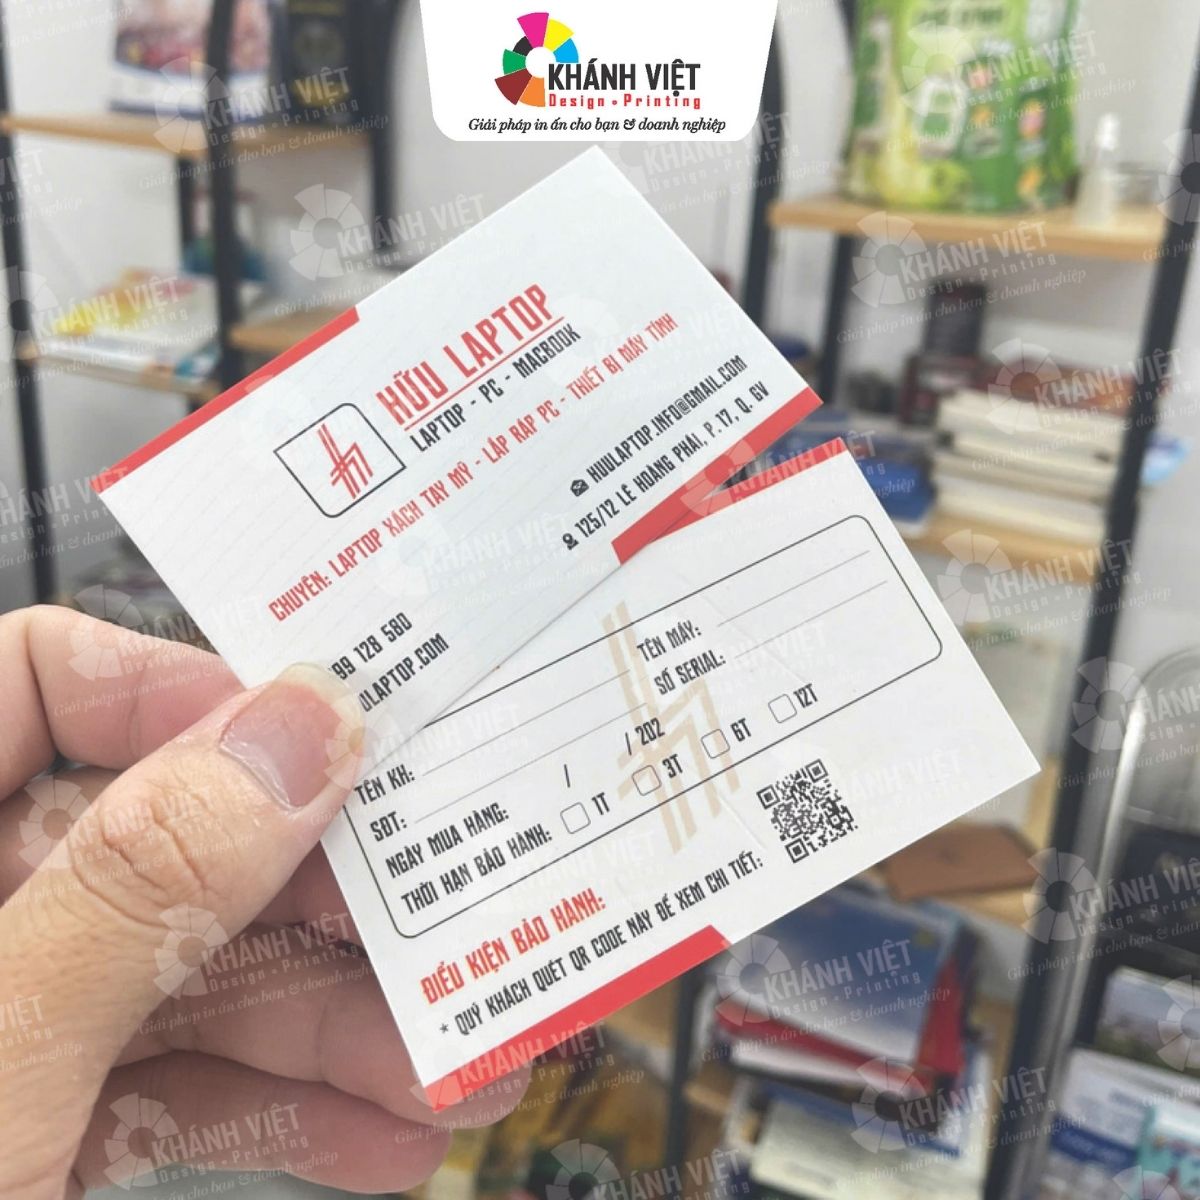 KHÁNH VIỆT
Design - Printing
Giải pháp in ấn cho bạn & doanh nghiệp
HỮU LAPTOP
LAPTOP - PC - MACBOOK
CHUYÊN: LAPTOP XÁCH TAY MỸ - LẮP RÁP PC - THIẾT BỊ MÁY TÍNH
99 128 580
ULAPTOP.COM
HUULAPTOP.INFO@GMAIL.COM
125/12 LÊ HOÀNG PHÁI, P. 17, Q. GV
TÊN KH:
SĐT:
TÊN MÁY:
SỐ SERIAL:
NGÀY MUA HÀNG: / / 202
THỜI HẠN BẢO HÀNH: 1T 3T 6T 12T
ĐIỀU KIỆN BẢO HÀNH:
* QUÝ KHÁCH QUÉT QR CODE NÀY ĐỂ XEM CHI TIẾT: